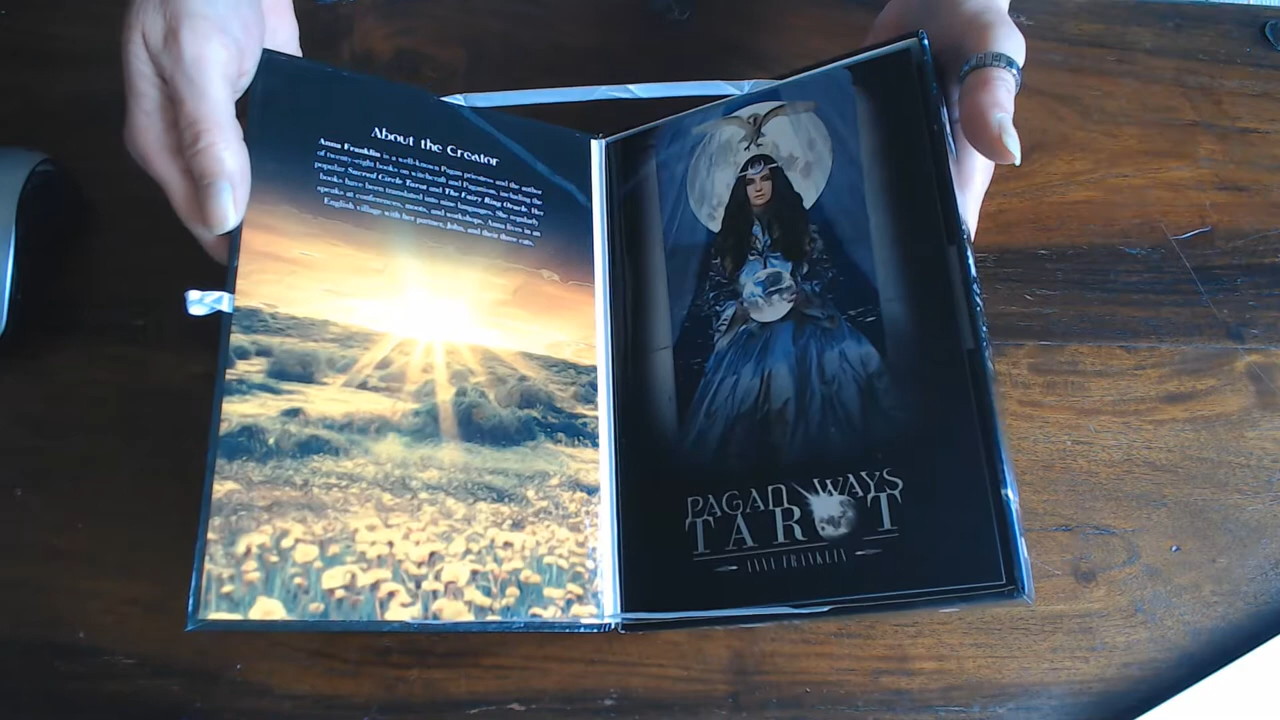 About the Creator
Anna Franklin is a well-known Pagan priestess and the author
of twenty-eight books on witchcraft and Paganism, including the
popular Sacred Circle Tarot and The Fairy Ring Oracle. Her
books have been translated into nine languages. She regularly
speaks at conferences, moots, and workshops. Anna lives in an
English village with her partner, John, and their three cats.
PAGAN WAYS
TAROT
ANNA FRANKLIN